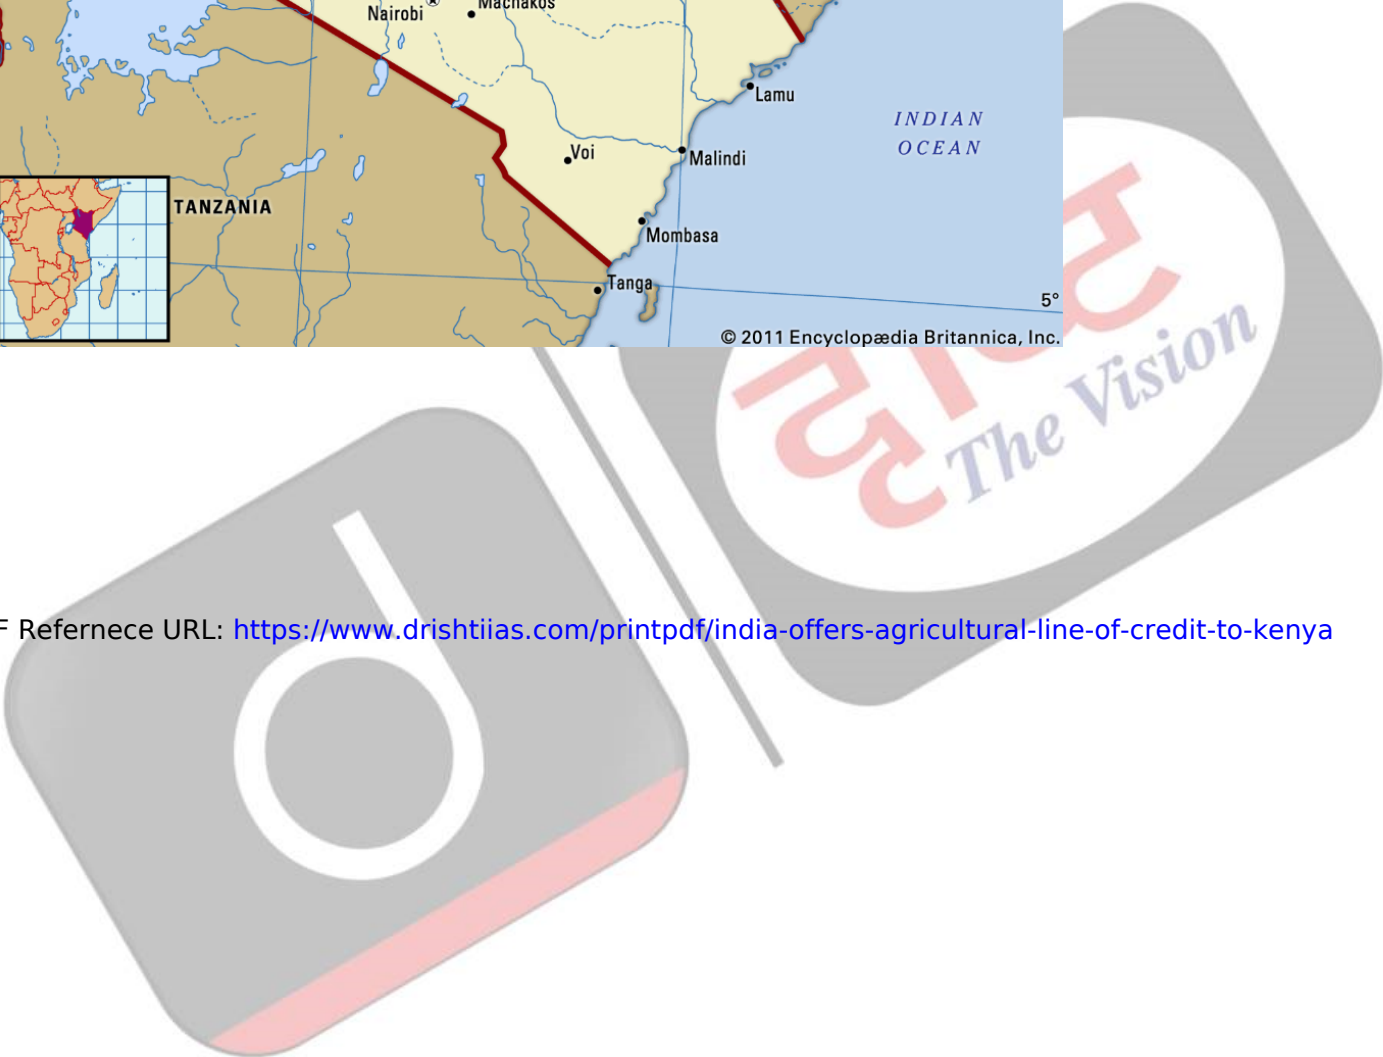 Machakos
Nairobi
Lamu
INDIAN
OCEAN
Voi
Malindi
TANZANIA
Mombasa
Tanga
5°
© 2011 Encyclopædia Britannica, Inc.
दृष्टि
The Vision
d
F Refernece URL: https://www.drishtiias.com/printpdf/india-offers-agricultural-line-of-credit-to-kenya